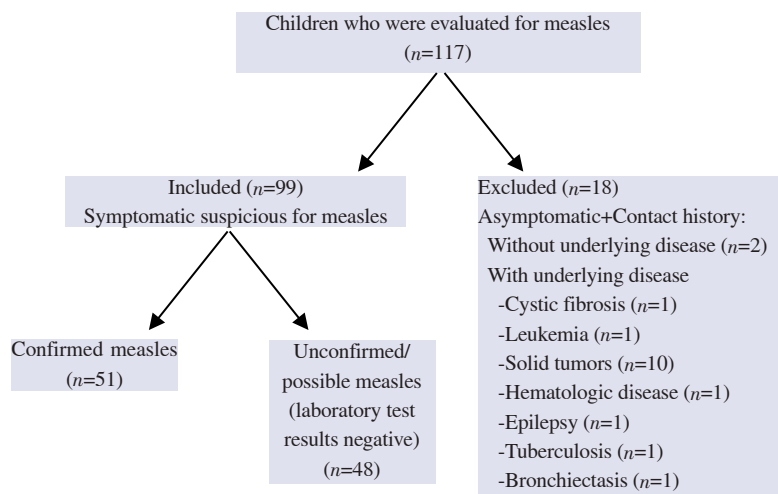 Children who were evaluated for measles
(n=117)
Included (n=99)
Symptomatic suspicious for measles
Excluded (n=18)
Asymptomatic+Contact history:
Without underlying disease (n=2)
With underlying disease
-Cystic fibrosis (n=1)
-Leukemia (n=1)
-Solid tumors (n=10)
-Hematologic disease (n=1)
-Epilepsy (n=1)
-Tuberculosis (n=1)
-Bronchiectasis (n=1)
Confirmed measles
(n=51)
Unconfirmed/
possible measles
(laboratory test
results negative)
(n=48)